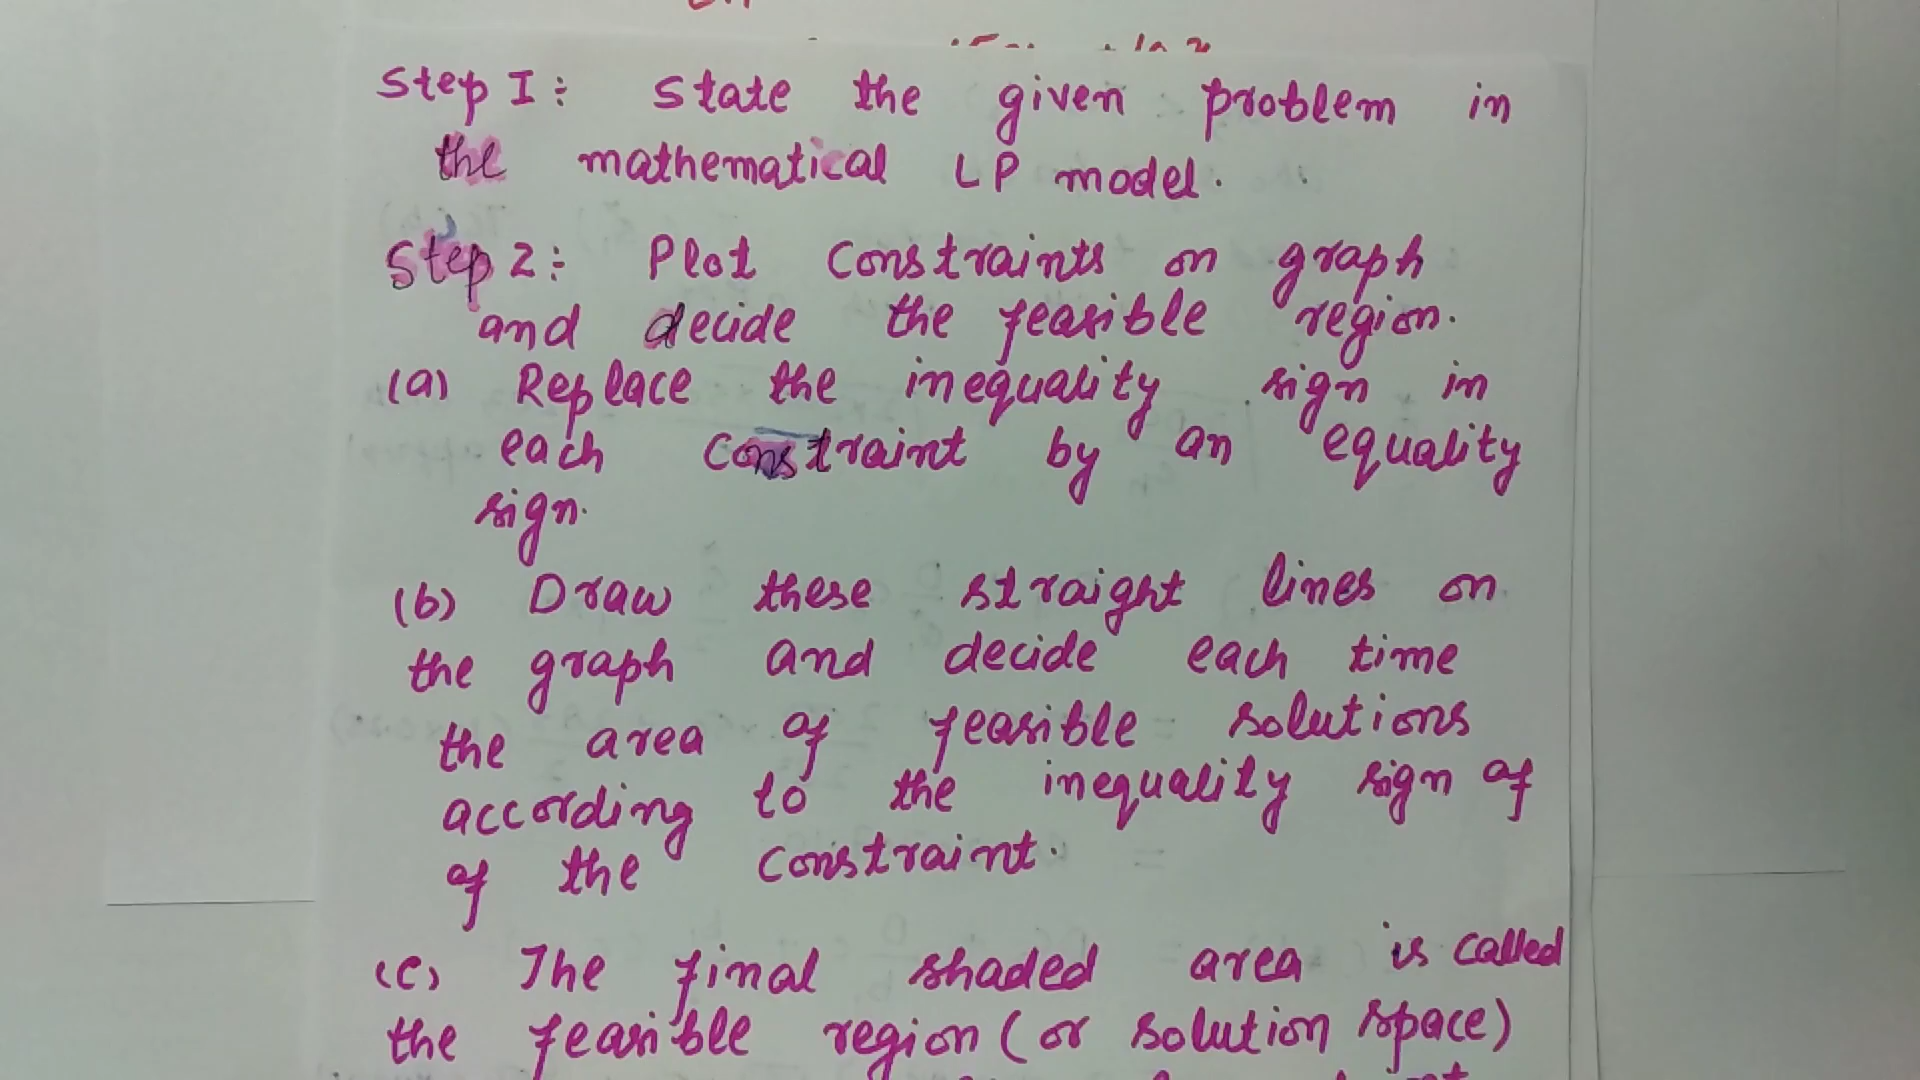 Step I: State the given problem in
the mathematical LP model.
Step 2: Plot constraints on graph
and decide the feasible region.
(a) Replace the inequality sign in
each constraint by an equality
sign.
(b) Draw these straight lines on
the graph and decide each time
the area of feasible solutions
according to the inequality sign of
of the constraint.
(c) The final shaded area is called
the feasible region (or solution space)